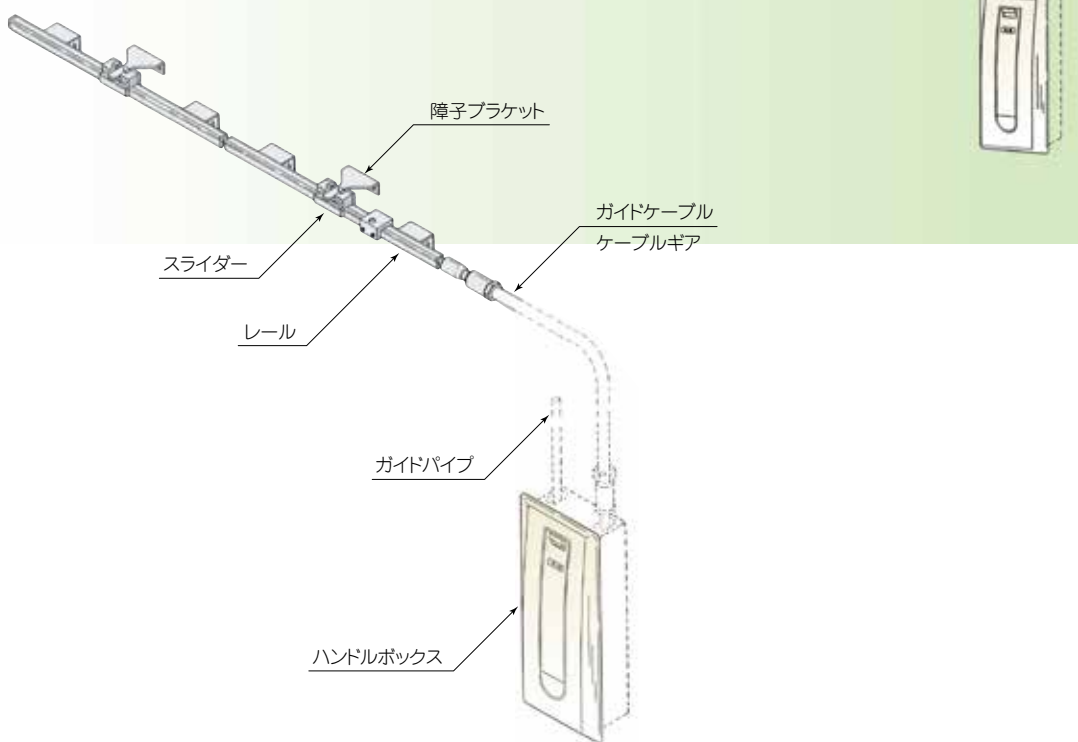 障子ブラケット
ガイドケーブル
ケーブルギア
スライダー
レール
ガイドパイプ
ハンドルボックス